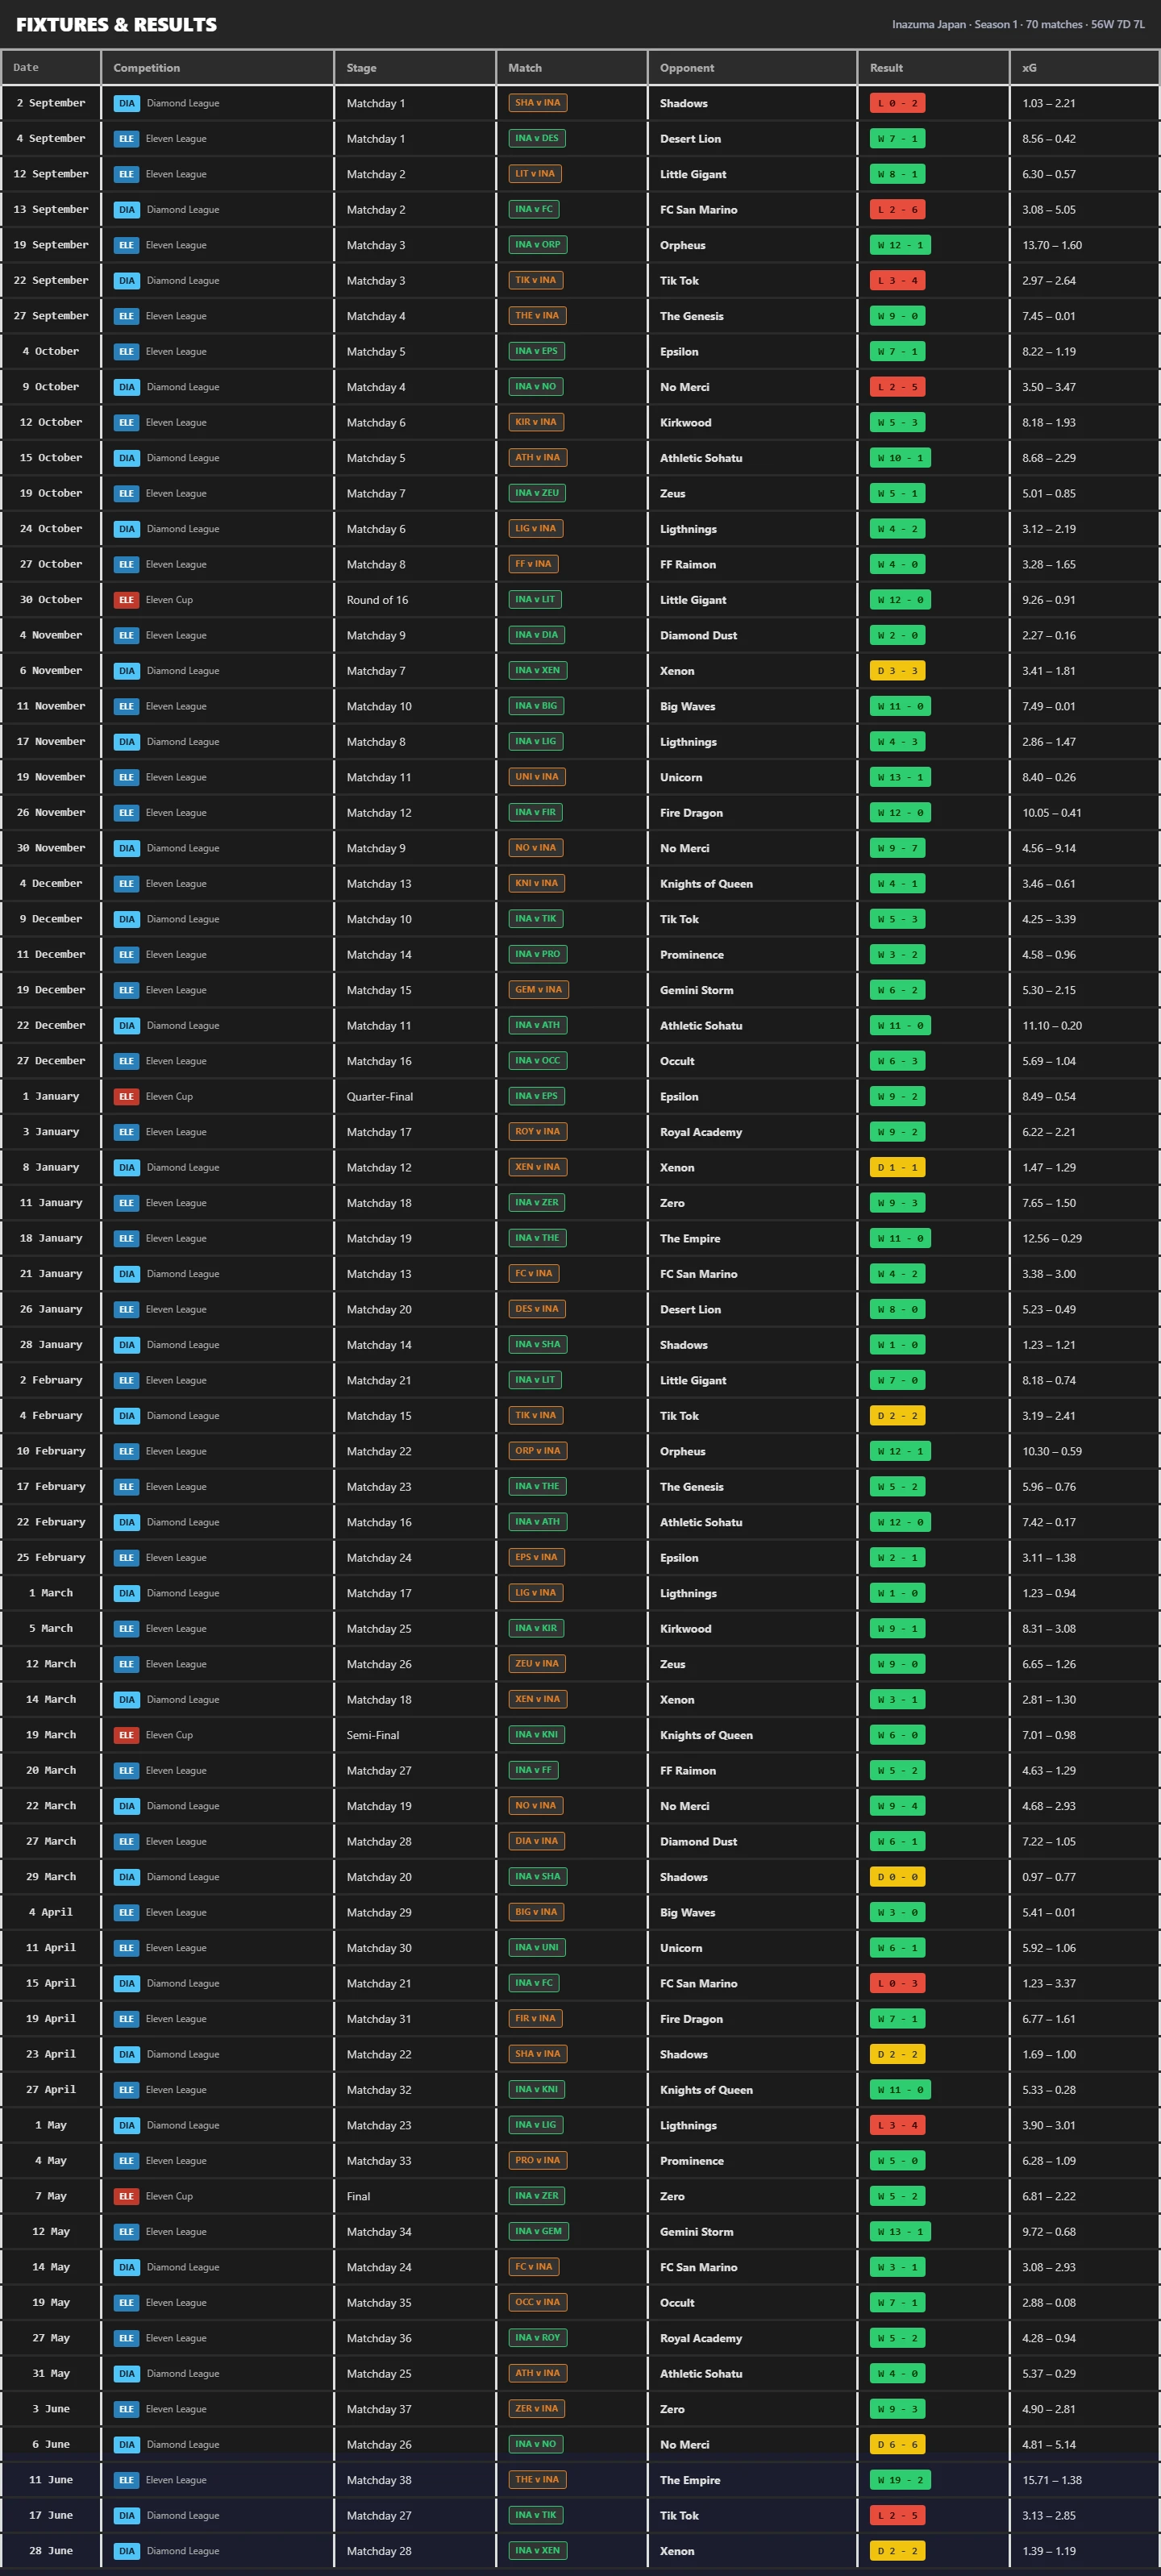 FIXTURES & RESULTS Inazuma Japan · Season 1 · 70 matches · 56W 7D 7L
Date Competition Stage Match Opponent Result xG
2 September DIA Diamond League Matchday 1 SHA v INA Shadows L 0 - 2 1.03 – 2.21
4 September ELE Eleven League Matchday 1 INA v DES Desert Lion W 7 - 1 8.56 – 0.42
12 September ELE Eleven League Matchday 2 LIT v INA Little Gigant W 8 - 1 6.30 – 0.57
13 September DIA Diamond League Matchday 2 INA v FC FC San Marino L 2 - 6 3.08 – 5.05
19 September ELE Eleven League Matchday 3 INA v ORP Orpheus W 12 - 1 13.70 – 1.60
22 September DIA Diamond League Matchday 3 TIK v INA Tik Tok L 3 - 4 2.97 – 2.64
27 September ELE Eleven League Matchday 4 THE v INA The Genesis W 9 - 0 7.45 – 0.01
4 October ELE Eleven League Matchday 5 INA v EPS Epsilon W 7 - 1 8.22 – 1.19
9 October DIA Diamond League Matchday 4 INA v NO No Merci L 2 - 5 3.50 – 3.47
12 October ELE Eleven League Matchday 6 KIR v INA Kirkwood W 5 - 3 8.18 – 1.93
15 October DIA Diamond League Matchday 5 ATH v INA Athletic Sohatu W 10 - 1 8.68 – 2.29
19 October ELE Eleven League Matchday 7 INA v ZEU Zeus W 5 - 1 5.01 – 0.85
24 October DIA Diamond League Matchday 6 LIG v INA Ligthnings W 4 - 2 3.12 – 2.19
27 October ELE Eleven League Matchday 8 FF v INA FF Raimon W 4 - 0 3.28 – 1.65
30 October ELE Eleven Cup Round of 16 INA v LIT Little Gigant W 12 - 0 9.26 – 0.91
4 November ELE Eleven League Matchday 9 INA v DIA Diamond Dust W 2 - 0 2.27 – 0.16
6 November DIA Diamond League Matchday 7 INA v XEN Xenon D 3 - 3 3.41 – 1.81
11 November ELE Eleven League Matchday 10 INA v BIG Big Waves W 11 - 0 7.49 – 0.01
17 November DIA Diamond League Matchday 8 INA v LIG Ligthnings W 4 - 3 2.86 – 1.47
19 November ELE Eleven League Matchday 11 UNI v INA Unicorn W 13 - 1 8.40 – 0.26
26 November ELE Eleven League Matchday 12 INA v FIR Fire Dragon W 12 - 0 10.05 – 0.41
30 November DIA Diamond League Matchday 9 NO v INA No Merci W 9 - 7 4.56 – 9.14
4 December ELE Eleven League Matchday 13 KNI v INA Knights of Queen W 4 - 1 3.46 – 0.61
9 December DIA Diamond League Matchday 10 INA v TIK Tik Tok W 5 - 3 4.25 – 3.39
11 December ELE Eleven League Matchday 14 INA v PRO Prominence W 3 - 2 4.58 – 0.96
19 December ELE Eleven League Matchday 15 GEM v INA Gemini Storm W 6 - 2 5.30 – 2.15
22 December DIA Diamond League Matchday 11 INA v ATH Athletic Sohatu W 11 - 0 11.10 – 0.20
27 December ELE Eleven League Matchday 16 INA v OCC Occult W 6 - 3 5.69 – 1.04
1 January ELE Eleven Cup Quarter-Final INA v EPS Epsilon W 9 - 2 8.49 – 0.54
3 January ELE Eleven League Matchday 17 ROY v INA Royal Academy W 9 - 2 6.22 – 2.21
8 January DIA Diamond League Matchday 12 XEN v INA Xenon D 1 - 1 1.47 – 1.29
11 January ELE Eleven League Matchday 18 INA v ZER Zero W 9 - 3 7.65 – 1.50
18 January ELE Eleven League Matchday 19 INA v THE The Empire W 11 - 0 12.56 – 0.29
21 January DIA Diamond League Matchday 13 FC v INA FC San Marino W 4 - 2 3.38 – 3.00
26 January ELE Eleven League Matchday 20 DES v INA Desert Lion W 8 - 0 5.23 – 0.49
28 January DIA Diamond League Matchday 14 INA v SHA Shadows W 1 - 0 1.23 – 1.21
2 February ELE Eleven League Matchday 21 INA v LIT Little Gigant W 7 - 0 8.18 – 0.74
4 February DIA Diamond League Matchday 15 TIK v INA Tik Tok D 2 - 2 3.19 – 2.41
10 February ELE Eleven League Matchday 22 ORP v INA Orpheus W 12 - 1 10.30 – 0.59
17 February ELE Eleven League Matchday 23 INA v THE The Genesis W 5 - 2 5.96 – 0.76
22 February DIA Diamond League Matchday 16 INA v ATH Athletic Sohatu W 12 - 0 7.42 – 0.17
25 February ELE Eleven League Matchday 24 EPS v INA Epsilon W 2 - 1 3.11 – 1.38
1 March DIA Diamond League Matchday 17 LIG v INA Ligthnings W 1 - 0 1.23 – 0.94
5 March ELE Eleven League Matchday 25 INA v KIR Kirkwood W 9 - 1 8.31 – 3.08
12 March ELE Eleven League Matchday 26 ZEU v INA Zeus W 9 - 0 6.65 – 1.26
14 March DIA Diamond League Matchday 18 XEN v INA Xenon W 3 - 1 2.81 – 1.30
19 March ELE Eleven Cup Semi-Final INA v KNI Knights of Queen W 6 - 0 7.01 – 0.98
20 March ELE Eleven League Matchday 27 INA v FF FF Raimon W 5 - 2 4.63 – 1.29
22 March DIA Diamond League Matchday 19 NO v INA No Merci W 9 - 4 4.68 – 2.93
27 March ELE Eleven League Matchday 28 DIA v INA Diamond Dust W 6 - 1 7.22 – 1.05
29 March DIA Diamond League Matchday 20 INA v SHA Shadows D 0 - 0 0.97 – 0.77
4 April ELE Eleven League Matchday 29 BIG v INA Big Waves W 3 - 0 5.41 – 0.01
11 April ELE Eleven League Matchday 30 INA v UNI Unicorn W 6 - 1 5.92 – 1.06
15 April DIA Diamond League Matchday 21 INA v FC FC San Marino L 0 - 3 1.23 – 3.37
19 April ELE Eleven League Matchday 31 FIR v INA Fire Dragon W 7 - 1 6.77 – 1.61
23 April DIA Diamond League Matchday 22 SHA v INA Shadows D 2 - 2 1.69 – 1.00
27 April ELE Eleven League Matchday 32 INA v KNI Knights of Queen W 11 - 0 5.33 – 0.28
1 May DIA Diamond League Matchday 23 INA v LIG Ligthnings L 3 - 4 3.90 – 3.01
4 May ELE Eleven League Matchday 33 PRO v INA Prominence W 5 - 0 6.28 – 1.09
7 May ELE Eleven Cup Final INA v ZER Zero W 5 - 2 6.81 – 2.22
12 May ELE Eleven League Matchday 34 INA v GEM Gemini Storm W 13 - 1 9.72 – 0.68
14 May DIA Diamond League Matchday 24 FC v INA FC San Marino W 3 - 1 3.08 – 2.93
19 May ELE Eleven League Matchday 35 OCC v INA Occult W 7 - 1 2.88 – 0.08
27 May ELE Eleven League Matchday 36 INA v ROY Royal Academy W 5 - 2 4.28 – 0.94
31 May DIA Diamond League Matchday 25 ATH v INA Athletic Sohatu W 4 - 0 5.37 – 0.29
3 June ELE Eleven League Matchday 37 ZER v INA Zero W 9 - 3 4.90 – 2.81
6 June DIA Diamond League Matchday 26 INA v NO No Merci D 6 - 6 4.81 – 5.14
11 June ELE Eleven League Matchday 38 THE v INA The Empire W 19 - 2 15.71 – 1.38
17 June DIA Diamond League Matchday 27 INA v TIK Tik Tok L 2 - 5 3.13 – 2.85
28 June DIA Diamond League Matchday 28 INA v XEN Xenon D 2 - 2 1.39 – 1.19